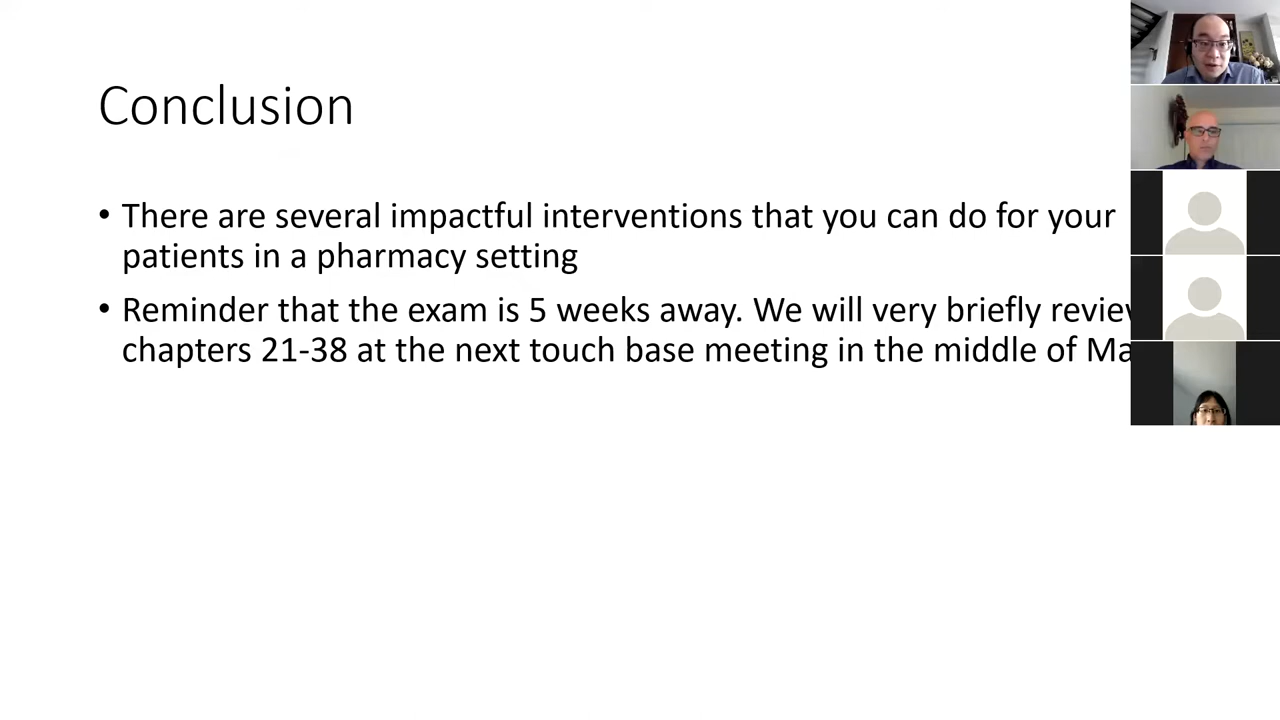 Conclusion
• There are several impactful interventions that you can do for your
patients in a pharmacy setting
• Reminder that the exam is 5 weeks away. We will very briefly
chapters 21-38 at the next touch base meeting in the middle of